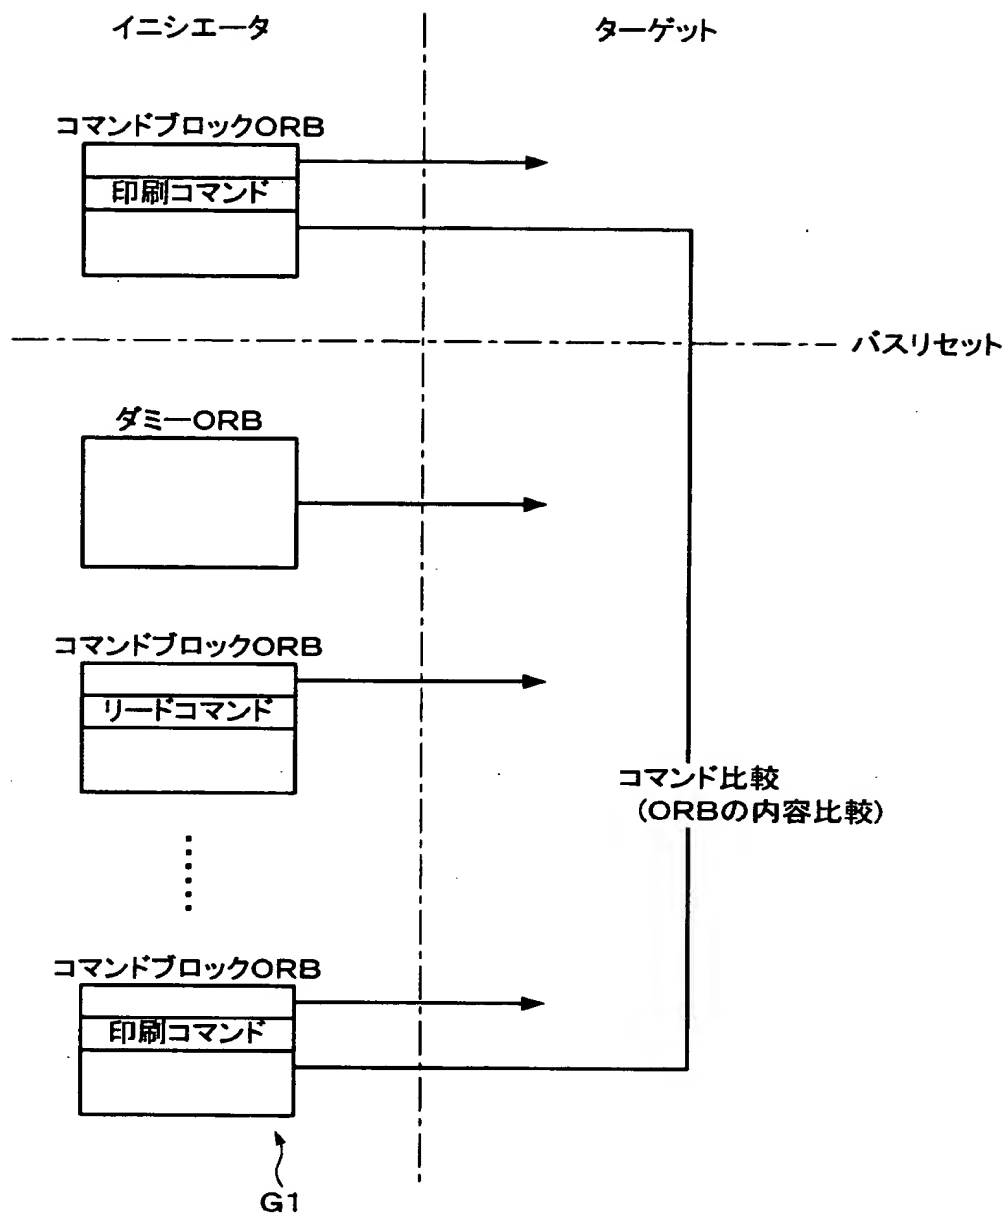 イニシエータ
ターゲット
コマンドブロックORB
印刷コマンド
バスリセット
ダミーORB
コマンドブロックORB
リードコマンド
コマンド比較
(ORBの内容比較)
コマンドブロックORB
印刷コマンド
G1